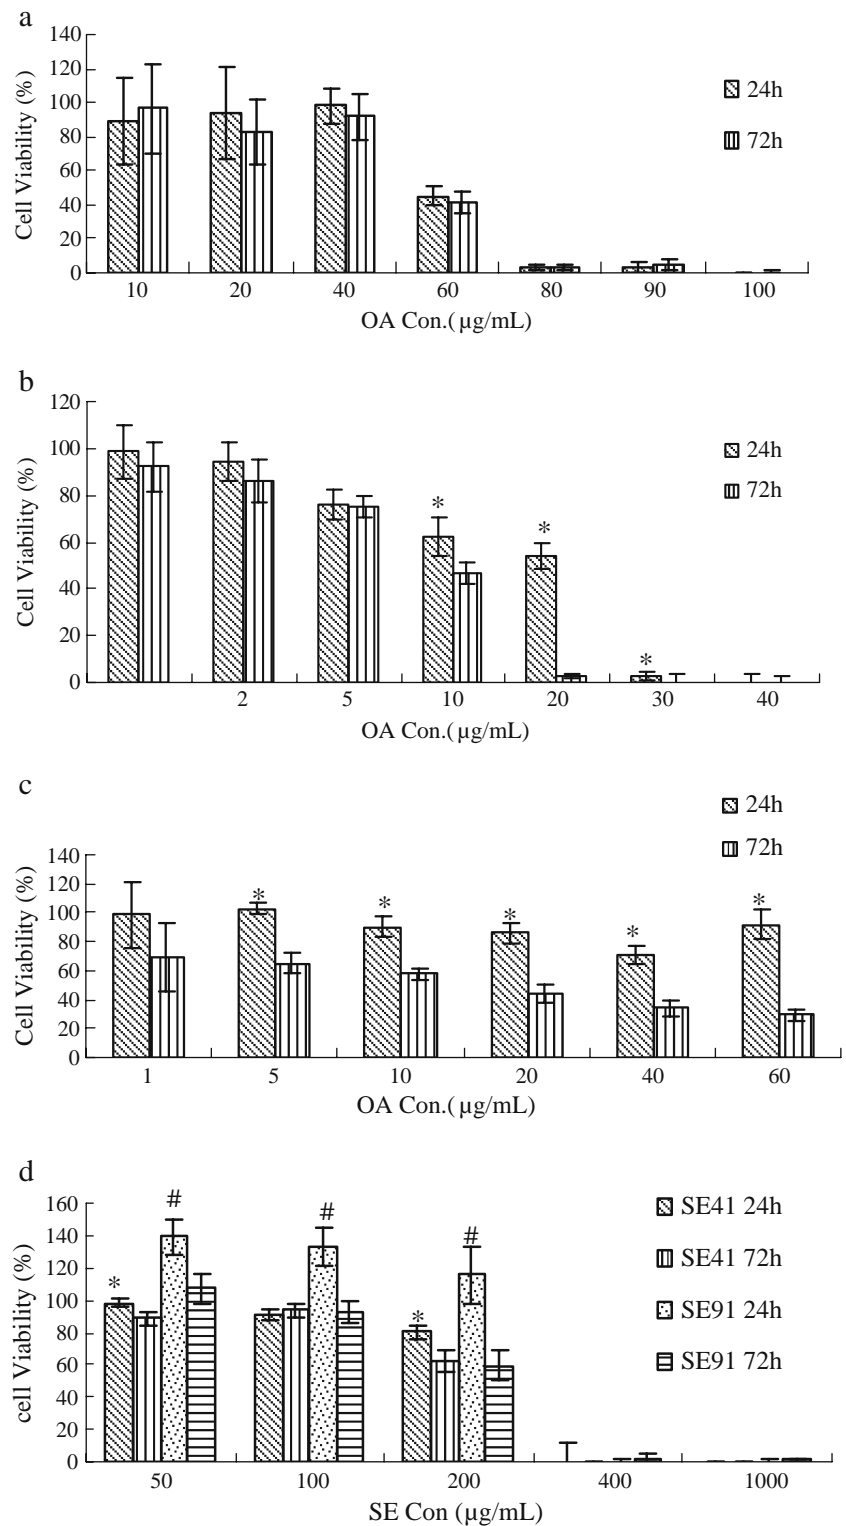 a
140
120
100
80
60
40
20
0
Cell Viability (%)
24h
72h
10 20 40 60 80 90 100
OA Con.(μg/mL)
b
120
100
80
60
40
20
0
Cell Viability (%)
24h
72h
* * *
2 5 10 20 30 40
OA Con.(μg/mL)
c
140
120
100
80
60
40
20
0
Cell Viability (%)
24h
72h
* * * * *
1 5 10 20 40 60
OA Con.(μg/mL)
d
160
140
120
100
80
60
40
20
0
cell Viability (%)
SE41 24h
SE41 72h
SE91 24h
SE91 72h
* # # * #
50 100 200 400 1000
SE Con (μg/mL)